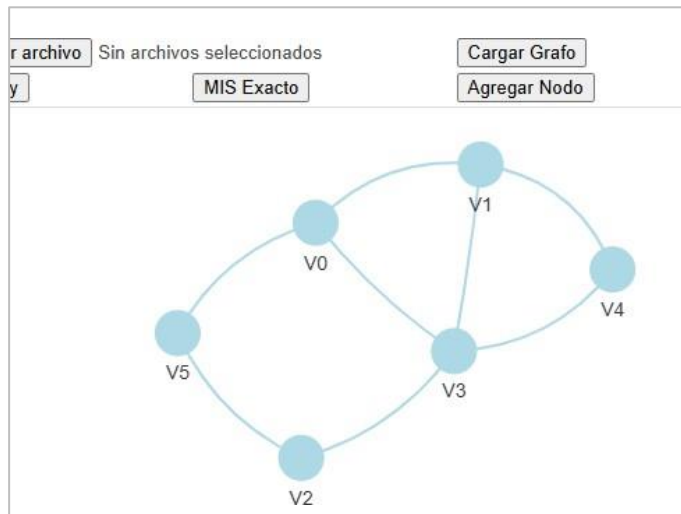 r archivo Sin archivos seleccionados Cargar Grafo
y MIS Exacto Agregar Nodo
V1
V0
V4
V5
V3
V2